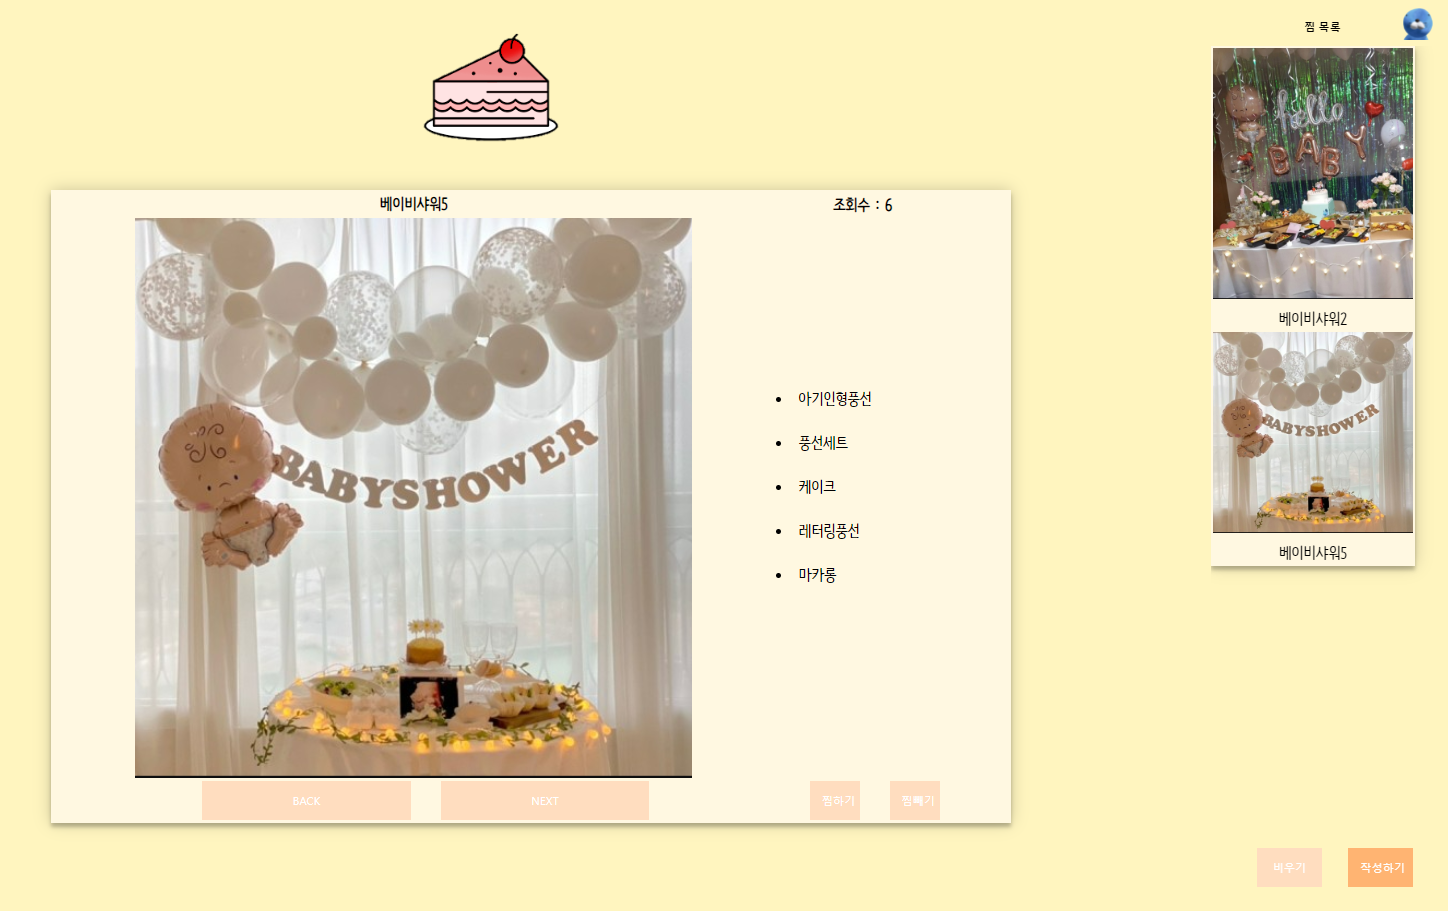 찜 목록
베이비샤워5
조회수 : 6
BABYSHOWER
아기인형풍선
풍선세트
케이크
레터링풍선
마카롱
BACK
NEXT
찜하기
찜빼기
hello
BABY
베이비샤워2
BABYSHOWER
베이비샤워5
비우기
작성하기